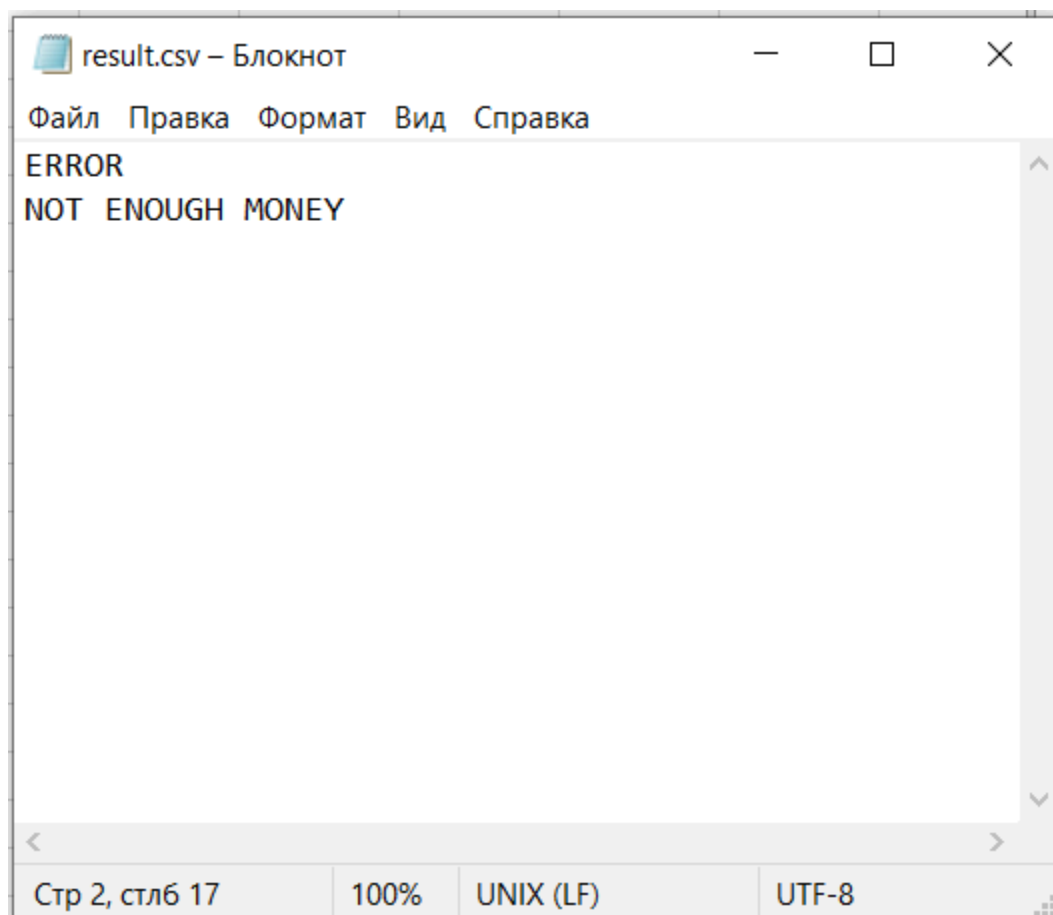 result.csv – Блокнот
Файл Правка Формат Вид Справка
ERROR
NOT ENOUGH MONEY
Стр 2, стлб 17 100% UNIX (LF) UTF-8